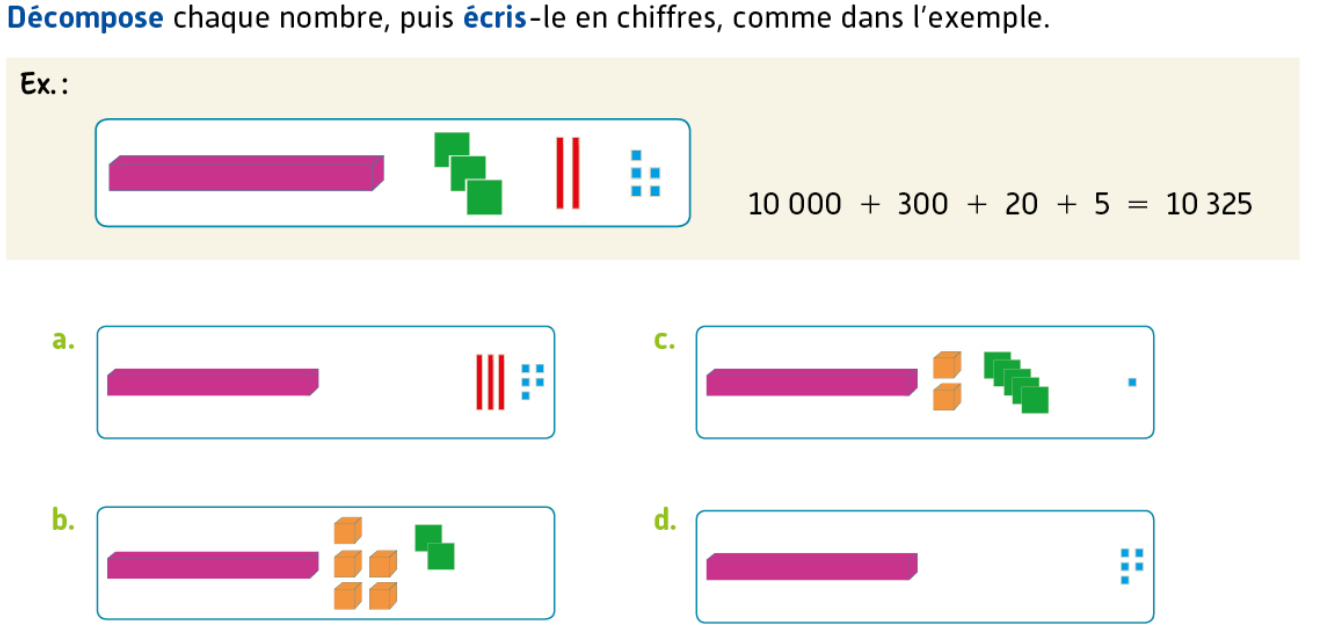 Décompose chaque nombre, puis écris-le en chiffres, comme dans l'exemple.
Ex. :
10 000 + 300 + 20 + 5 = 10 325
a.
c.
b.
d.